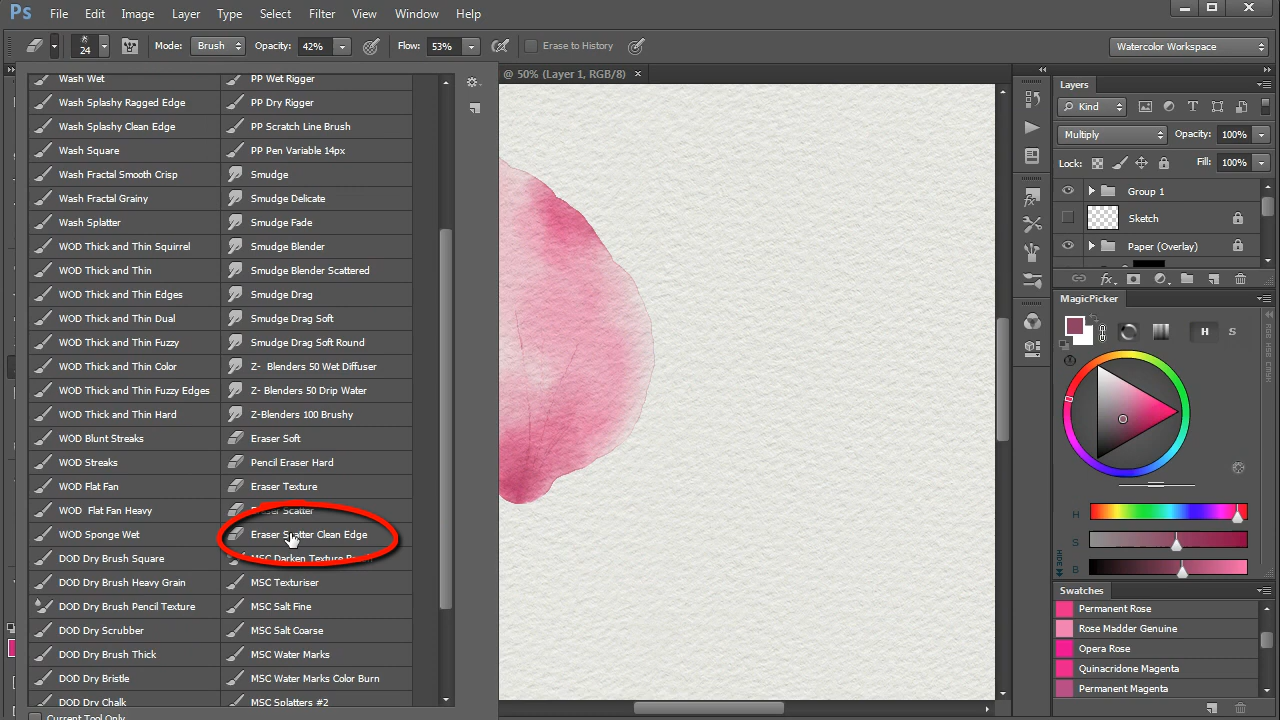 Ps File Edit Image Layer Type Select Filter View Window Help
24 Mode: Brush Opacity: 42% Flow: 53% Erase to History Watercolor Workspace
@ 50% (Layer 1, RGB/8) ×
Wash Wet
Wash Splashy Ragged Edge
Wash Splashy Clean Edge
Wash Square
Wash Fractal Smooth Crisp
Wash Fractal Grainy
Wash Splatter
WOD Thick and Thin Squirrel
WOD Thick and Thin
WOD Thick and Thin Edges
WOD Thick and Thin Dual
WOD Thick and Thin Fuzzy
WOD Thick and Thin Color
WOD Thick and Thin Fuzzy Edges
WOD Thick and Thin Hard
WOD Blunt Streaks
WOD Streaks
WOD Flat Fan
WOD Flat Fan Heavy
WOD Sponge Wet
DOD Dry Brush Square
DOD Dry Brush Heavy Grain
DOD Dry Brush Pencil Texture
DOD Dry Scrubber
DOD Dry Brush Thick
DOD Dry Bristle
DOD Dry Chalk
Current Tool Only
PP Wet Rigger
PP Dry Rigger
PP Scratch Line Brush
PP Pen Variable 14px
Smudge
Smudge Delicate
Smudge Fade
Smudge Blender
Smudge Blender Scattered
Smudge Drag
Smudge Drag Soft
Smudge Drag Soft Round
Z- Blenders 50 Wet Diffuser
Z- Blenders 50 Drip Water
Z-Blenders 100 Brushy
Eraser Soft
Pencil Eraser Hard
Eraser Texture
Eraser Scatter
Eraser Scatter Clean Edge
MSC Darken Texture
MSC Texturiser
MSC Salt Fine
MSC Salt Coarse
MSC Water Marks
MSC Water Marks Color Burn
MSC Splatters #2
Layers
Kind
Multiply Opacity: 100%
Lock: Fill: 100%
Group 1
Sketch
Paper (Overlay)
fx
MagicPicker
H S
RGB HSB CMYK
H
S
B
Swatches
Permanent Rose
Rose Madder Genuine
Opera Rose
Quinacridone Magenta
Permanent Magenta